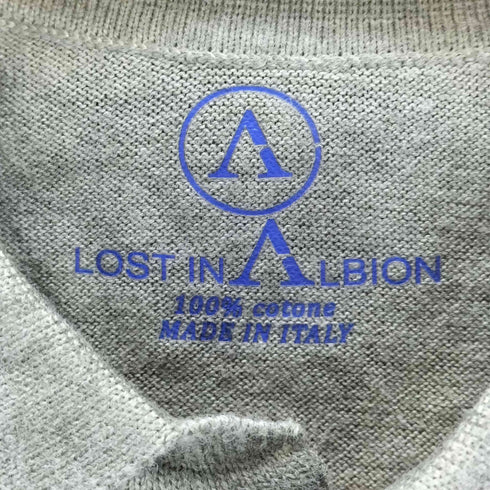 LOST IN ALBION
100% cotone
MADE IN ITALY